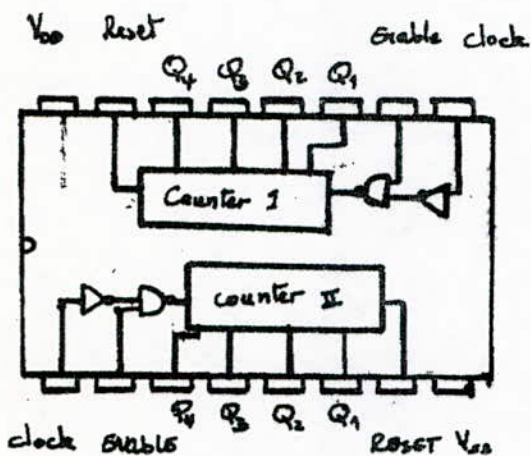 VDD Reset Enable clock
Q4 Q3 Q2 Q1
Counter I
counter II
Q4 Q3 Q2 Q1
clock ENABLE RESET VSS